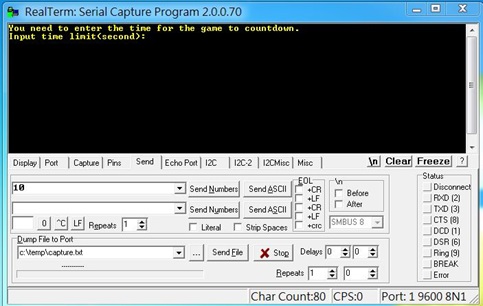 RealTerm: Serial Capture Program 2.0.0.70
You need to enter the time for the game to countdown.
Input time limit(second):
Display Port Capture Pins Send Echo Port I2C I2C-2 I2CMisc Misc \n Clear Freeze ?
10 Send Numbers Send ASCII
EOL
+CR
+LF
+CR
+LF
+crc
\n
Before
After
Send Numbers Send ASCII
SMBUS 8
0 ^C LF Repeats 1 Literal Strip Spaces
Dump File to Port
c:\temp\capture.txt ... Send File Stop Delays 0 0
Repeats 1 0
Status
Disconnect
RXD (2)
TXD (3)
CTS (8)
DCD (1)
DSR (6)
Ring (9)
BREAK
Error
Char Count:80 CPS:0 Port: 1 9600 8N1